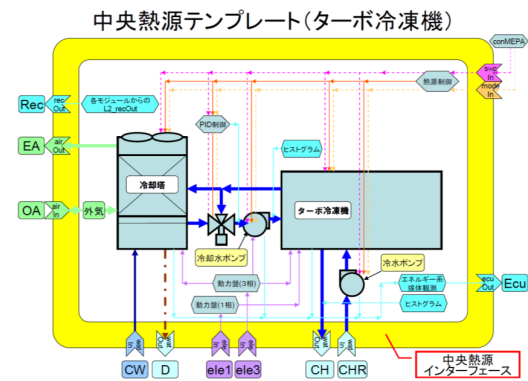 中央熱源テンプレート(ターボ冷凍機)
conMEPA
swc
In
熱源制御
mode
In
Rec
rec
Out
各モジュールからの
L2_recOut
PID制御
EA
air
Out
ヒストグラム
冷却塔
ターボ冷凍機
OA
air
In
外気
冷却水ポンプ
冷水ポンプ
動力盤(3相)
エネルギー系
媒体観測
ecu
Out
Ecu
動力盤(1相)
ヒストグラム
CW
D
ele1
ele3
CH
CHR
中央熱源
インターフェース